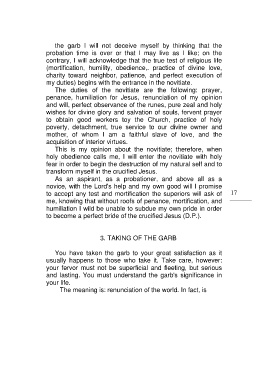 the garb I will not deceive myself by thinking that the
probation time is over or that I may live as I like; on the
contrary, I will acknowledge that the true test of religious life
(mortification, humility, obedience,, practice of divine love,
charity toward neighbor, patience, and perfect execution of
my duties) begins with the entrance in the novitiate.
The duties of the novitiate are the following: prayer,
penance, humiliation for Jesus, renunciation of my opinion
and will, perfect observance of the runes, pure zeal and holy
wishes for divine glory and salvation of souls, fervent prayer
to obtain good workers toy the Church, practice of holy
poverty, detachment, true service to our divine owner and
mother, of whom I am a faithful slave of love, and the
acquisition of interior virtues.
This is my opinion about the novitiate; therefore, when
holy obedience calls me, I will enter the novitiate with holy
fear in order to begin the destruction of my natural self and to
transform myself in the crucified Jesus.
As an aspirant, as a probationer, and above all as a
novice, with the Lord's help and my own good will I promise
to accept any test and mortification the superiors will ask of
me, knowing that without roofs of penance, mortification, and
humiliation I wild be unable to subdue my own pride in order
to become a perfect bride of the crucified Jesus (D.P.).
17
3. TAKING OF THE GARB
You have taken the garb to your great satisfaction as it
usually happens to those who take it. Take care, however:
your fervor must not be superficial and fleeting, but serious
and lasting. You must understand the garb's significance in
your life.
The meaning is: renunciation of the world. In fact, is